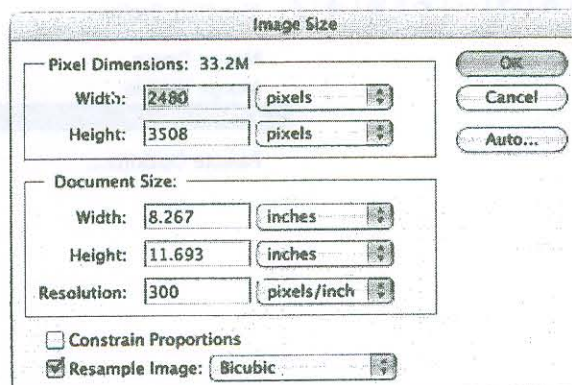 Image Size
Pixel Dimensions: 33.2M
OK
Width: 2480 pixels
Cancel
Height: 3508 pixels
Auto...
Document Size:
Width: 8.267 inches
Height: 11.693 inches
Resolution: 300 pixels/inch
Constrain Proportions
Resample Image: Bicubic